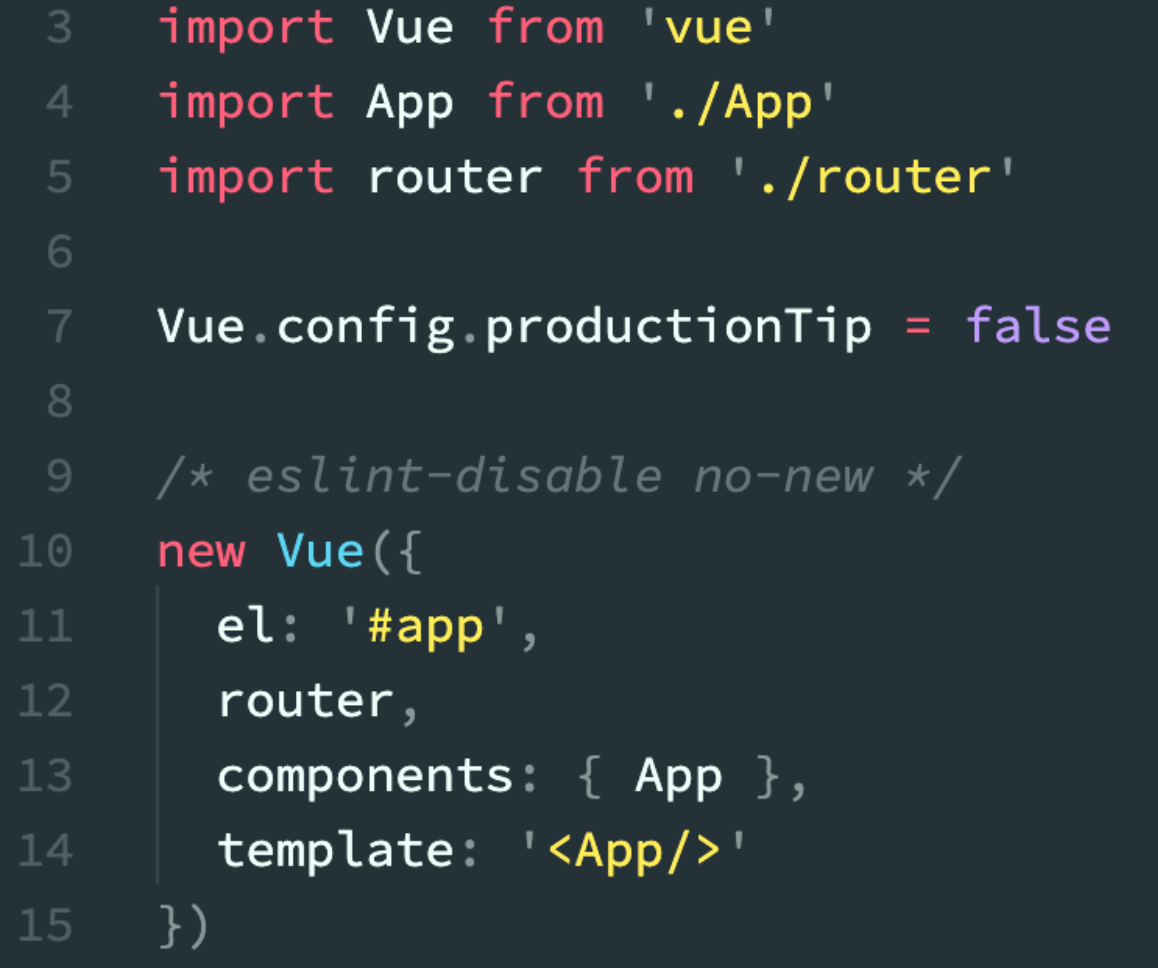 3 import Vue from 'vue'
4 import App from './App'
5 import router from './router'
6
7 Vue.config.productionTip = false
8
9 /* eslint-disable no-new */
10 new Vue({
11   el: '#app',
12   router,
13   components: { App },
14   template: '<App/>'
15 })